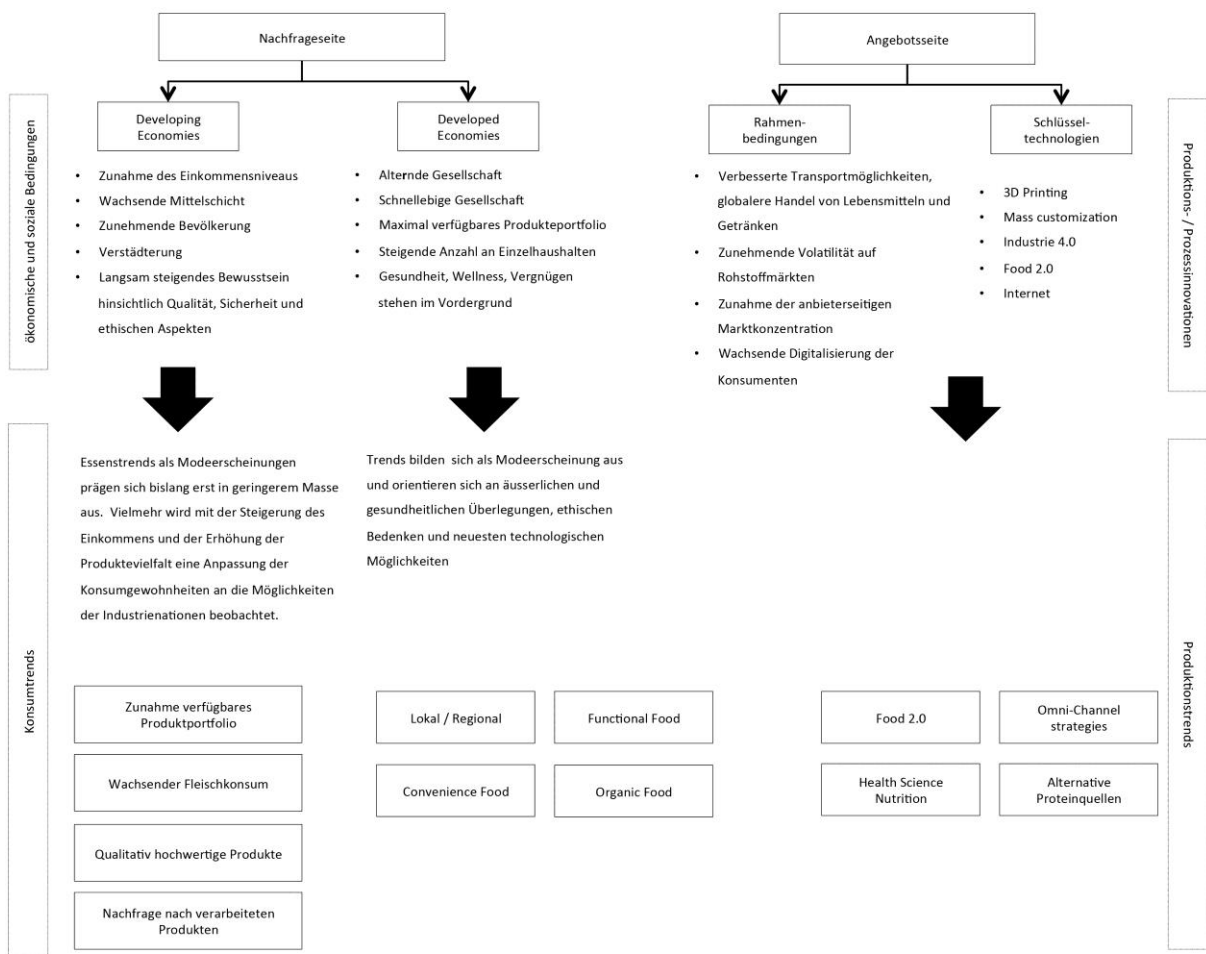 Nachfrageseite
Angebotsseite
ökonomische und soziale Bedingungen
Developing
Economies
Developed
Economies
Rahmen-
bedingungen
Schlüssel-
technologien
Produktions- / Prozessinnovationen
• Zunahme des Einkommensniveaus
• Wachsende Mittelschicht
• Zunehmende Bevölkerung
• Verstädterung
• Langsam steigendes Bewusstsein
hinsichtlich Qualität, Sicherheit und
ethischen Aspekten
• Alternde Gesellschaft
• Schnellebige Gesellschaft
• Maximal verfügbares Produkteportfolio
• Steigende Anzahl an Einzelhaushalten
• Gesundheit, Wellness, Vergnügen
stehen im Vordergrund
• Verbesserte Transportmöglichkeiten,
globalere Handel von Lebensmitteln und
Getränken
• Zunehmende Volatilität auf
Rohstoffmärkten
• Zunahme der anbieterseitigen
Marktkonzentration
• Wachsende Digitalisierung der
Konsumenten
• 3D Printing
• Mass customization
• Industrie 4.0
• Food 2.0
• Internet
Konsumtrends
Essenstrends als Modeerscheinungen
prägen sich bislang erst in geringerem Masse
aus. Vielmehr wird mit der Steigerung des
Einkommens und der Erhöhung der
Produktevielfalt eine Anpassung der
Konsumgewohnheiten an die Möglichkeiten
der Industrienationen beobachtet.
Trends bilden sich als Modeerscheinung aus
und orientieren sich an äusserlichen und
gesundheitlichen Überlegungen, ethischen
Bedenken und neuesten technologischen
Möglichkeiten
Produktionstrends
Zunahme verfügbares
Produktportfolio
Wachsender Fleischkonsum
Qualitativ hochwertige Produkte
Nachfrage nach verarbeiteten
Produkten
Lokal / Regional
Functional Food
Convenience Food
Organic Food
Food 2.0
Omni-Channel
strategies
Health Science
Nutrition
Alternative
Proteinquellen